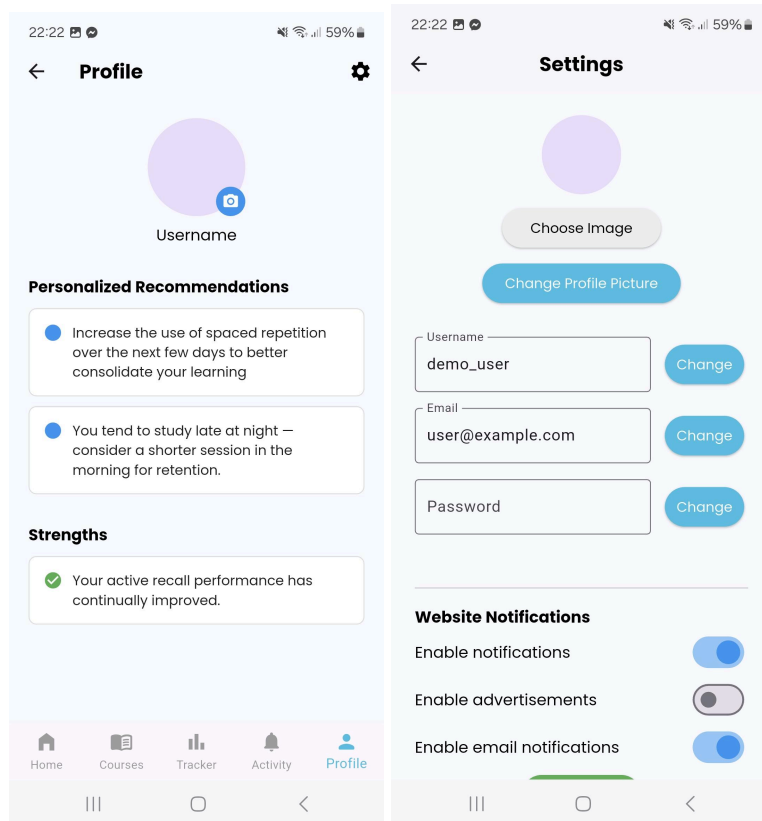 22:22
59%
Profile
Username
Personalized Recommendations
Increase the use of spaced repetition
over the next few days to better
consolidate your learning
You tend to study late at night —
consider a shorter session in the
morning for retention.
Strengths
Your active recall performance has
continually improved.
Home
Courses
Tracker
Activity
Profile
22:22
59%
Settings
Choose Image
Change Profile Picture
Username
demo_user
Change
Email
user@example.com
Change
Password
Change
Website Notifications
Enable notifications
Enable advertisements
Enable email notifications